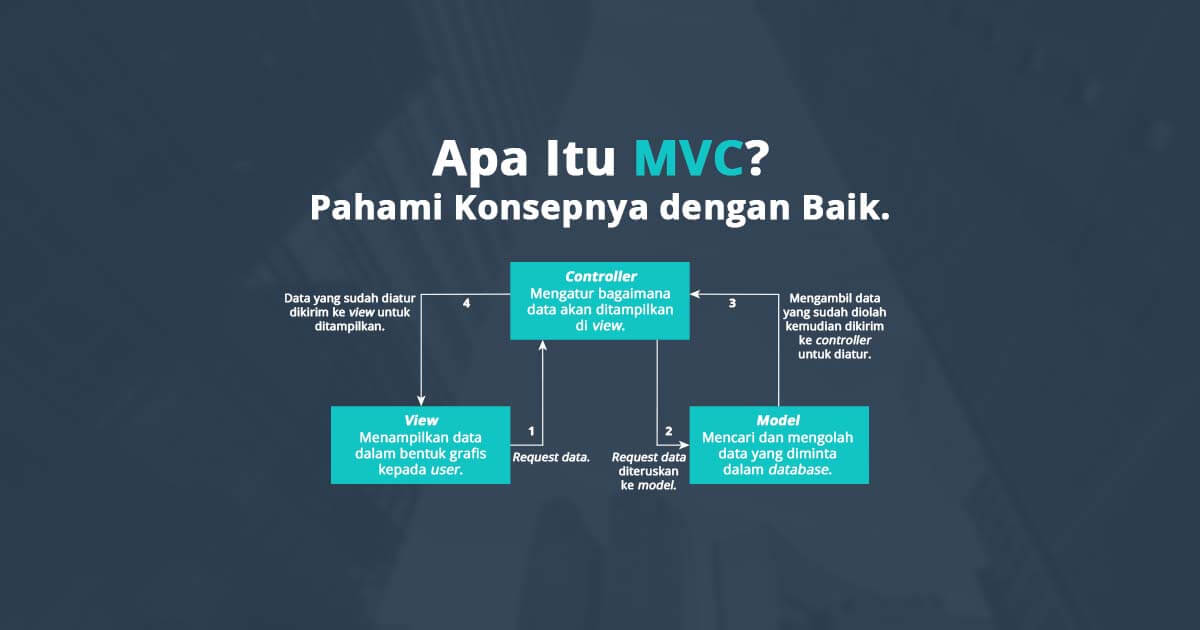 Apa Itu MVC?
Pahami Konsepnya dengan Baik.
Controller
Mengatur bagaimana
data akan ditampilkan
di view.
4
Data yang sudah diatur
dikirim ke view untuk
ditampilkan.
3
Mengambil data
yang sudah diolah
kemudian dikirim
ke controller
untuk diatur.
View
Menampilkan data
dalam bentuk grafis
kepada user.
1
Request data.
2
Request data
diteruskan
ke model.
Model
Mencari dan mengolah
data yang diminta
dalam database.